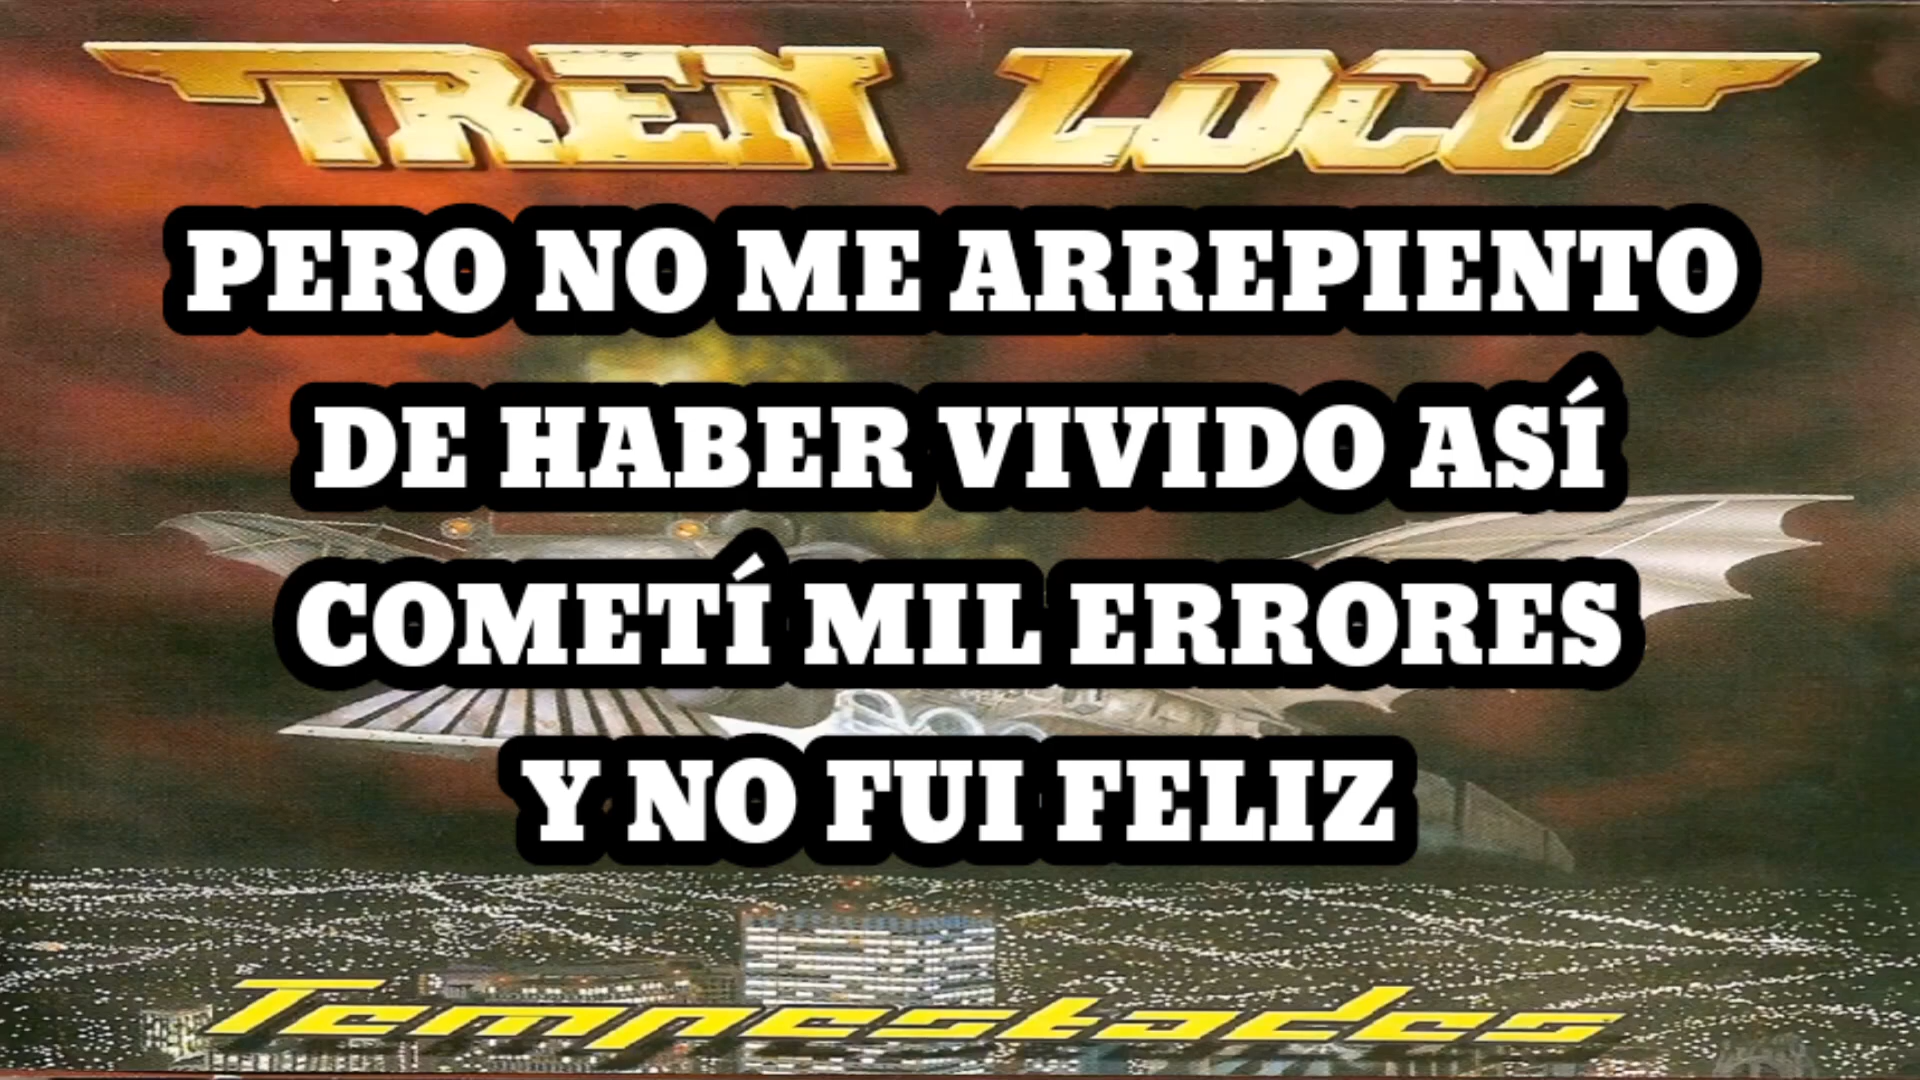 TREN LOCO
PERO NO ME ARREPIENTO
DE HABER VIVIDO ASÍ
COMETÍ MIL ERRORES
Y NO FUI FELIZ
Tempestades